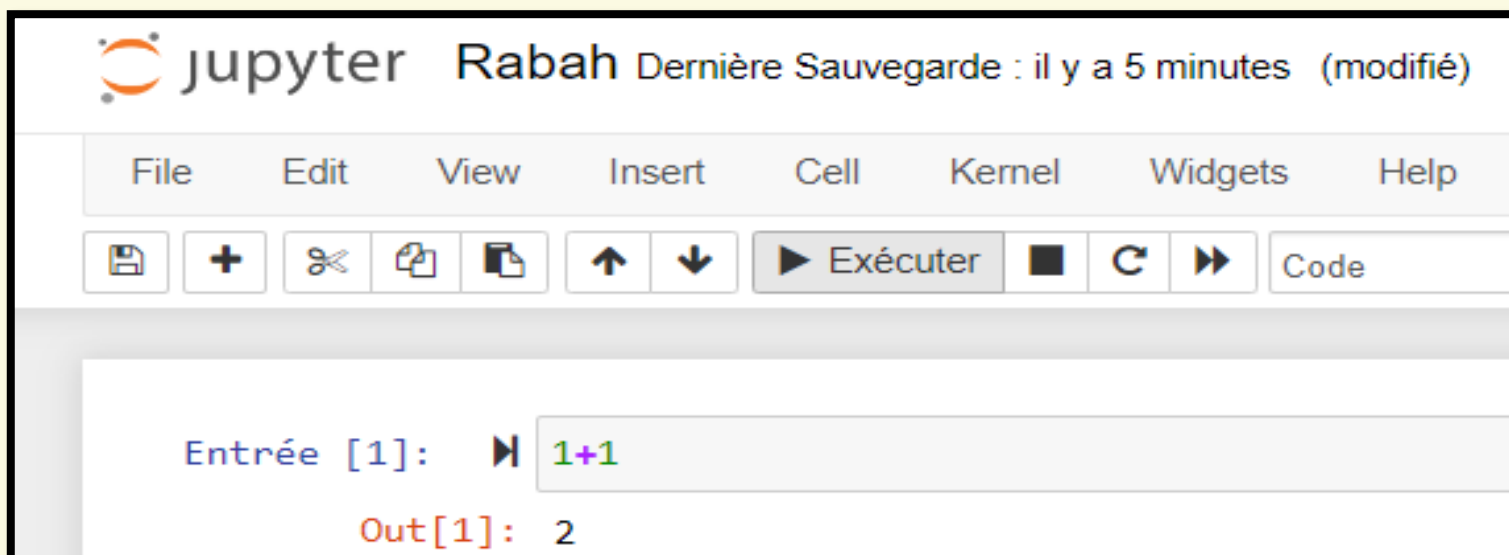 jupyter Rabah Dernière Sauvegarde : il y a 5 minutes (modifié)
File Edit View Insert Cell Kernel Widgets Help
Exécuter Code
Entrée [1]: 1+1
Out[1]: 2